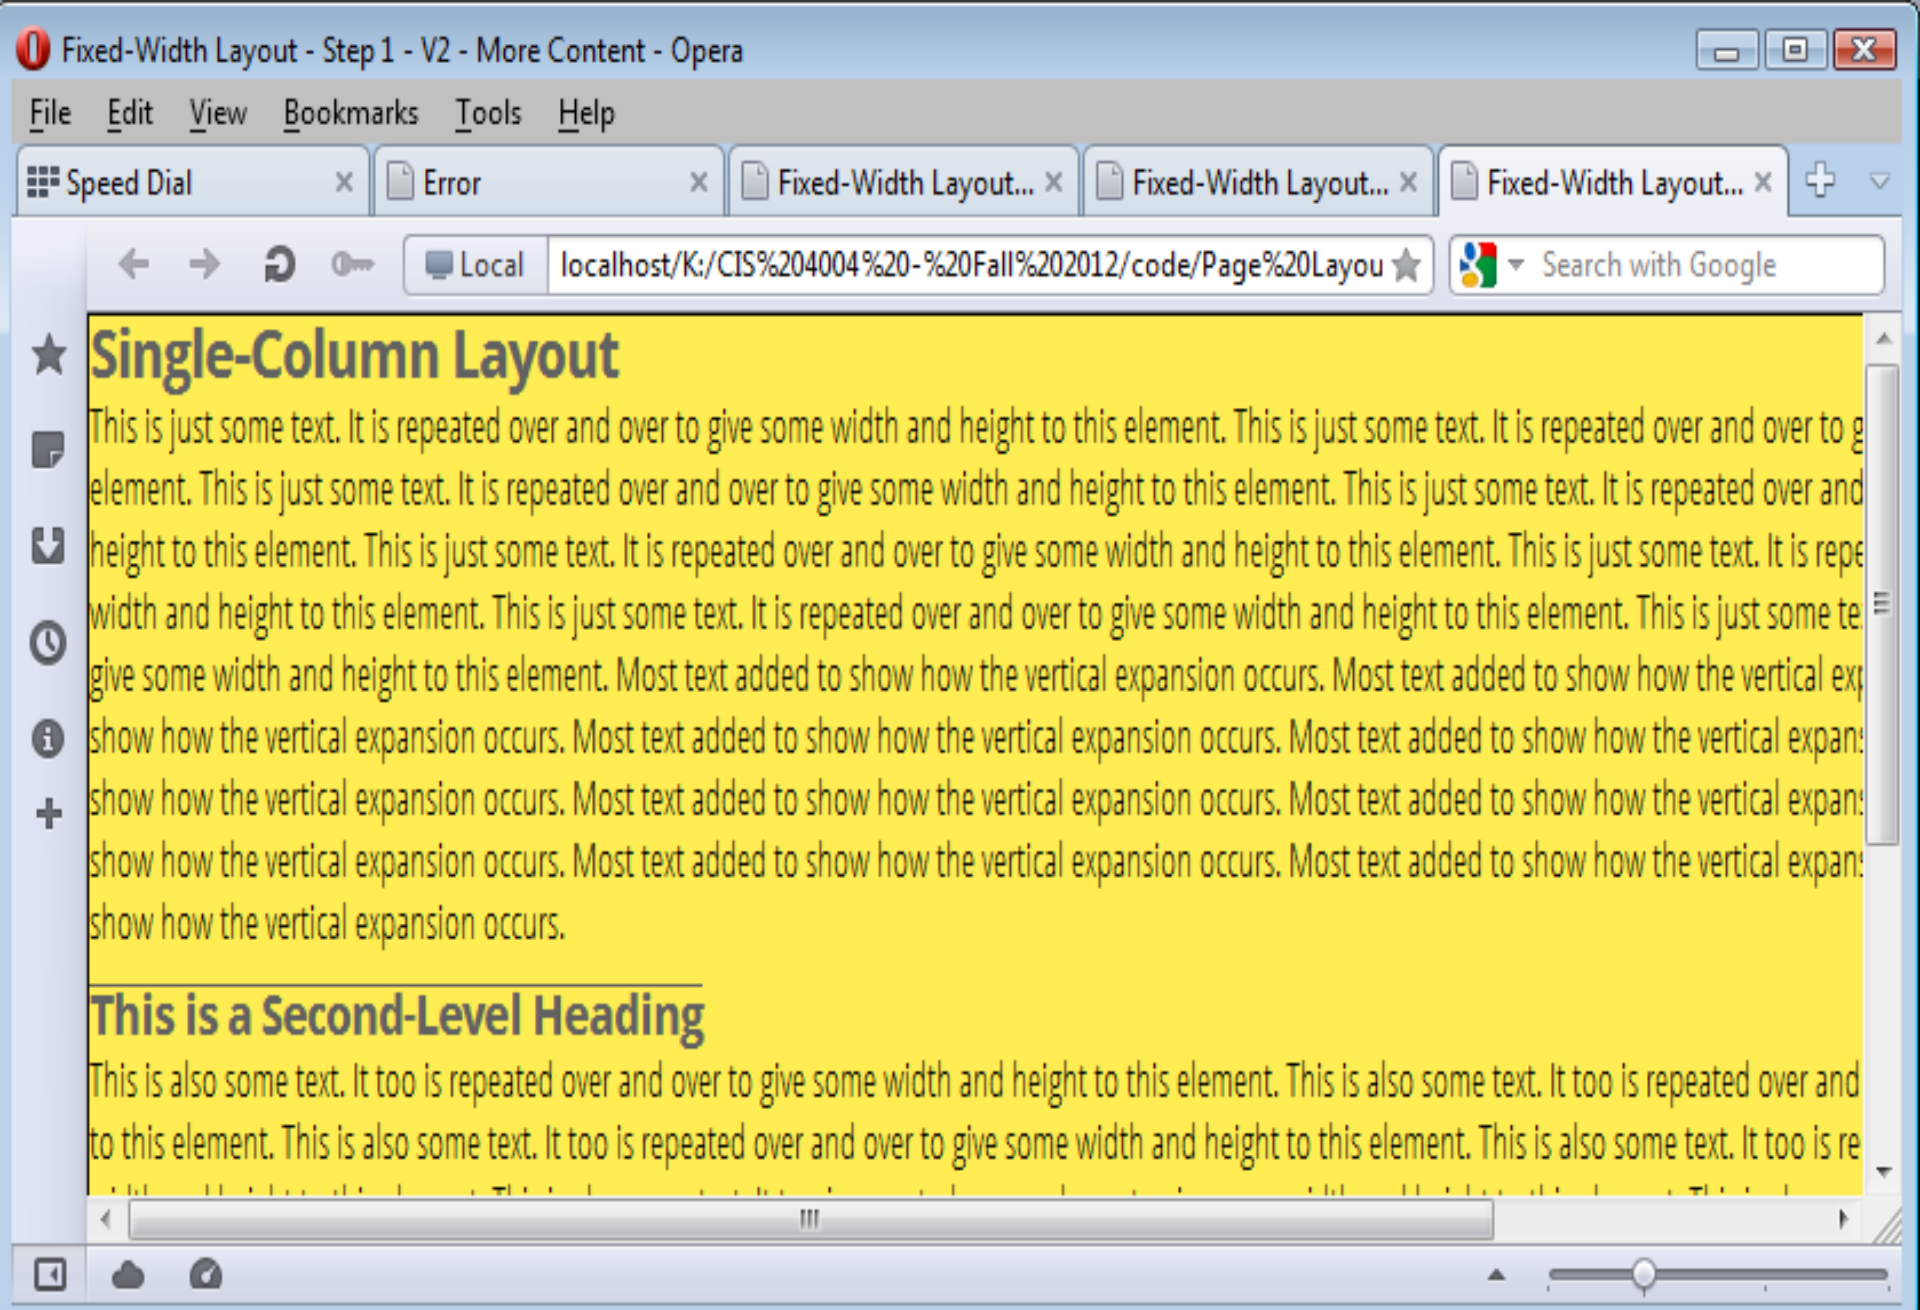 Fixed-Width Layout - Step 1 - V2 - More Content - Opera
File Edit View Bookmarks Tools Help
Speed Dial Error Fixed-Width Layout... Fixed-Width Layout... Fixed-Width Layout...
Local localhost/K:/CIS%204004%20-%20Fall%202012/code/Page%20Layou Search with Google
Single-Column Layout
This is just some text. It is repeated over and over to give some width and height to this element. This is just some text. It is repeated over and over to g
element. This is just some text. It is repeated over and over to give some width and height to this element. This is just some text. It is repeated over and
height to this element. This is just some text. It is repeated over and over to give some width and height to this element. This is just some text. It is repe
width and height to this element. This is just some text. It is repeated over and over to give some width and height to this element. This is just some te
give some width and height to this element. Most text added to show how the vertical expansion occurs. Most text added to show how the vertical exp
show how the vertical expansion occurs. Most text added to show how the vertical expansion occurs. Most text added to show how the vertical expans
show how the vertical expansion occurs. Most text added to show how the vertical expansion occurs. Most text added to show how the vertical expans
show how the vertical expansion occurs. Most text added to show how the vertical expansion occurs. Most text added to show how the vertical expans
show how the vertical expansion occurs.
This is a Second-Level Heading
This is also some text. It too is repeated over and over to give some width and height to this element. This is also some text. It too is repeated over and
to this element. This is also some text. It too is repeated over and over to give some width and height to this element. This is also some text. It too is re